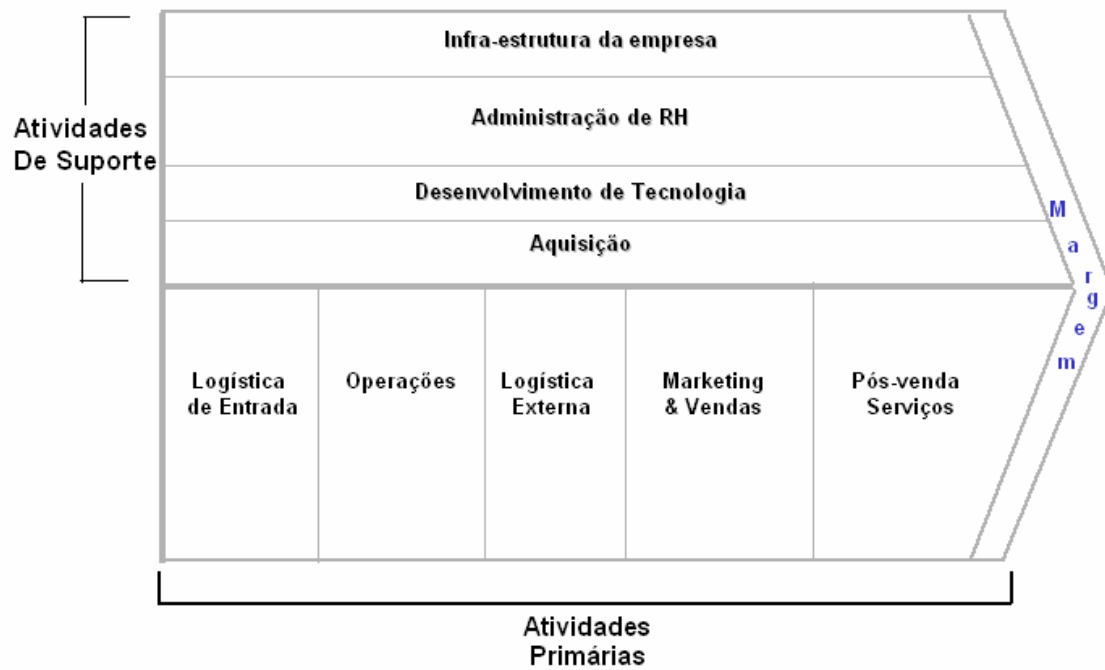 Infra-estrutura da empresa
Administração de RH
Atividades
De Suporte
Desenvolvimento de Tecnologia
Aquisição
Margem
Logística
de Entrada
Operações
Logística
Externa
Marketing
& Vendas
Pós-venda
Serviços
Atividades
Primárias